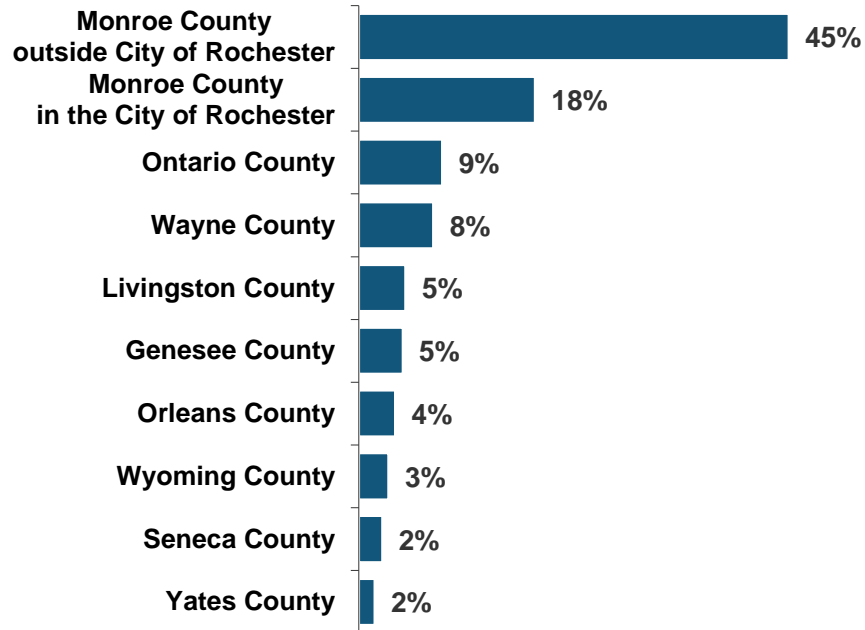 Monroe County
outside City of Rochester
45%
Monroe County
in the City of Rochester
18%
Ontario County
9%
Wayne County
8%
Livingston County
5%
Genesee County
5%
Orleans County
4%
Wyoming County
3%
Seneca County
2%
Yates County
2%